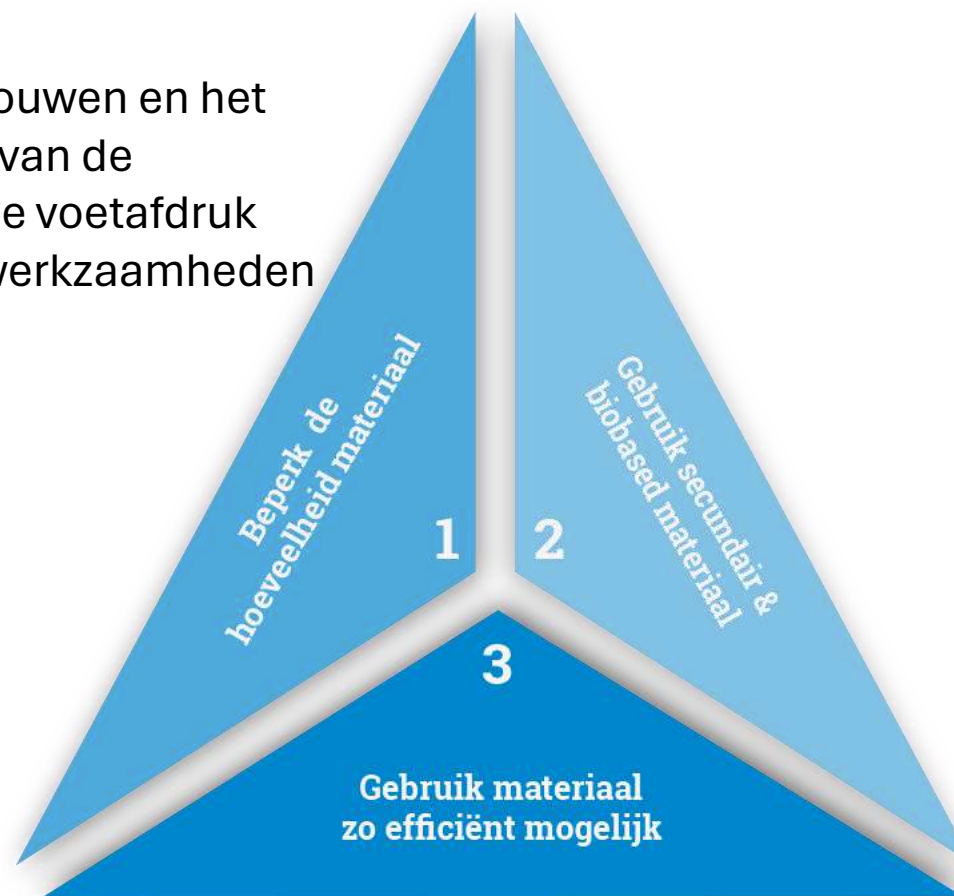 ouwen en het
van de
e voetafdruk
werkzaamheden
Beperk de
hoeveelheid materiaal
1
Gebruik secundair &
biobased materiaal
2
3
Gebruik materiaal
zo efficiënt mogelijk